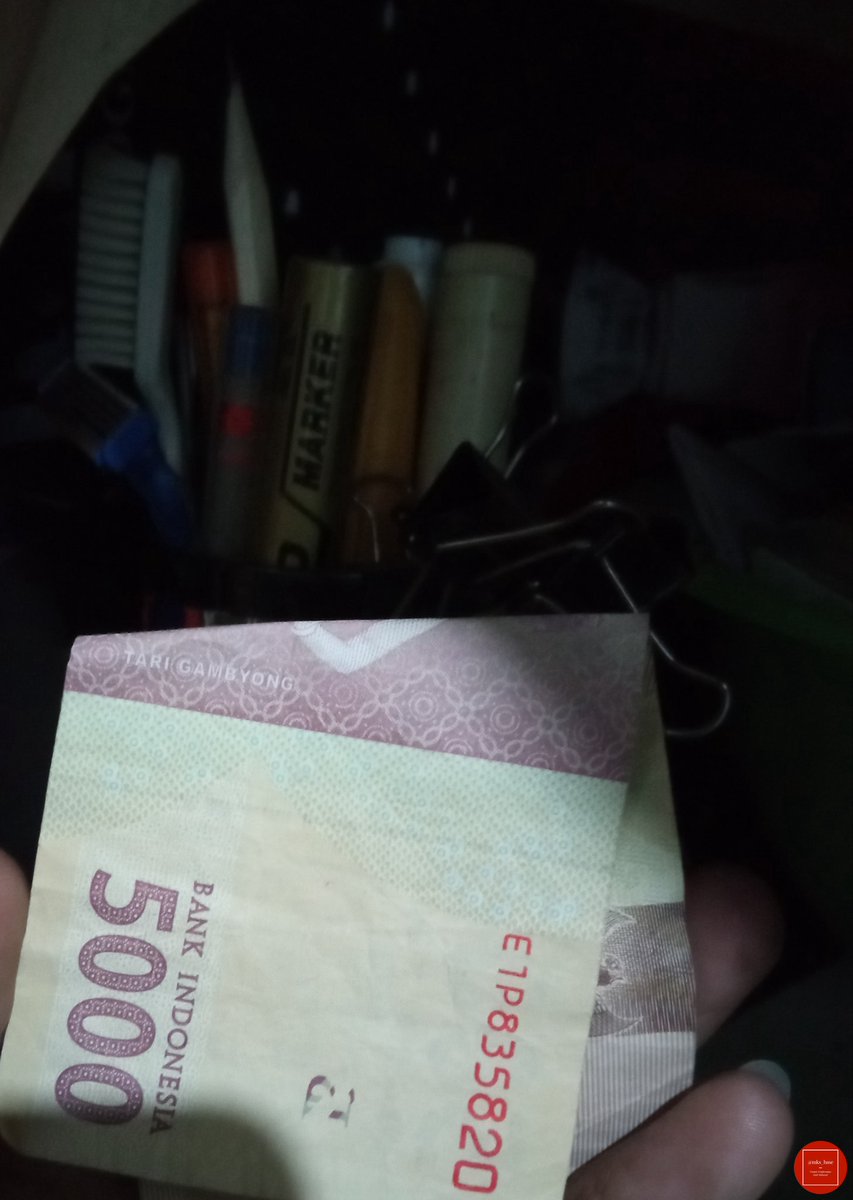 MARKER
TARI GAMBYONG
BANK INDONESIA
5000
E1P835820